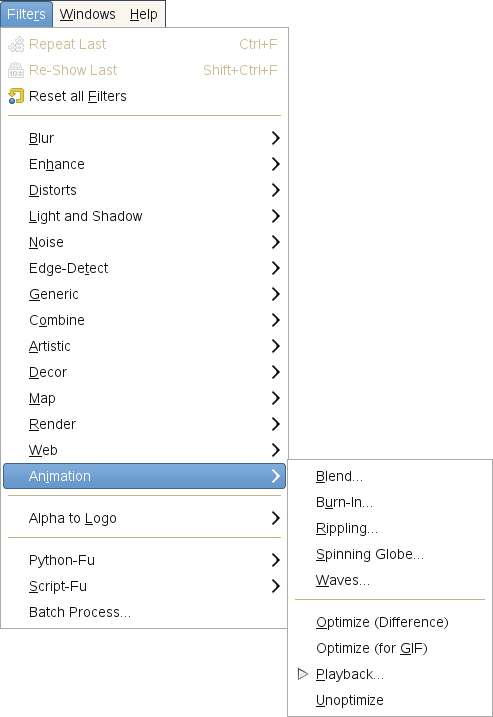 Filters Windows Help
Repeat Last Ctrl+F
Re-Show Last Shift+Ctrl+F
Reset all Filters
Blur
Enhance
Distorts
Light and Shadow
Noise
Edge-Detect
Generic
Combine
Artistic
Decor
Map
Render
Web
Animation
Alpha to Logo
Python-Fu
Script-Fu
Batch Process...
Blend...
Burn-In...
Rippling...
Spinning Globe...
Waves...
Optimize (Difference)
Optimize (for GIF)
Playback...
Unoptimize